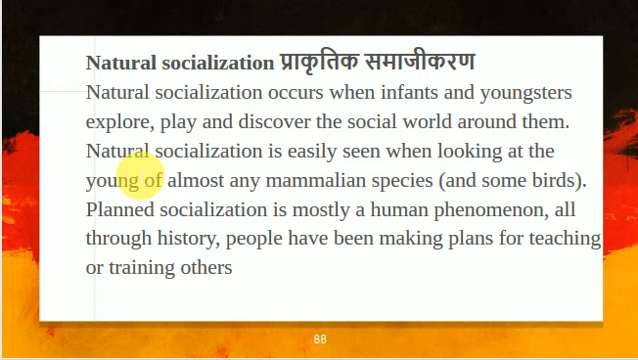 Natural socialization प्राकृतिक समाजीकरण
Natural socialization occurs when infants and youngsters
explore, play and discover the social world around them.
Natural socialization is easily seen when looking at the
young of almost any mammalian species (and some birds).
Planned socialization is mostly a human phenomenon, all
through history, people have been making plans for teaching
or training others
88